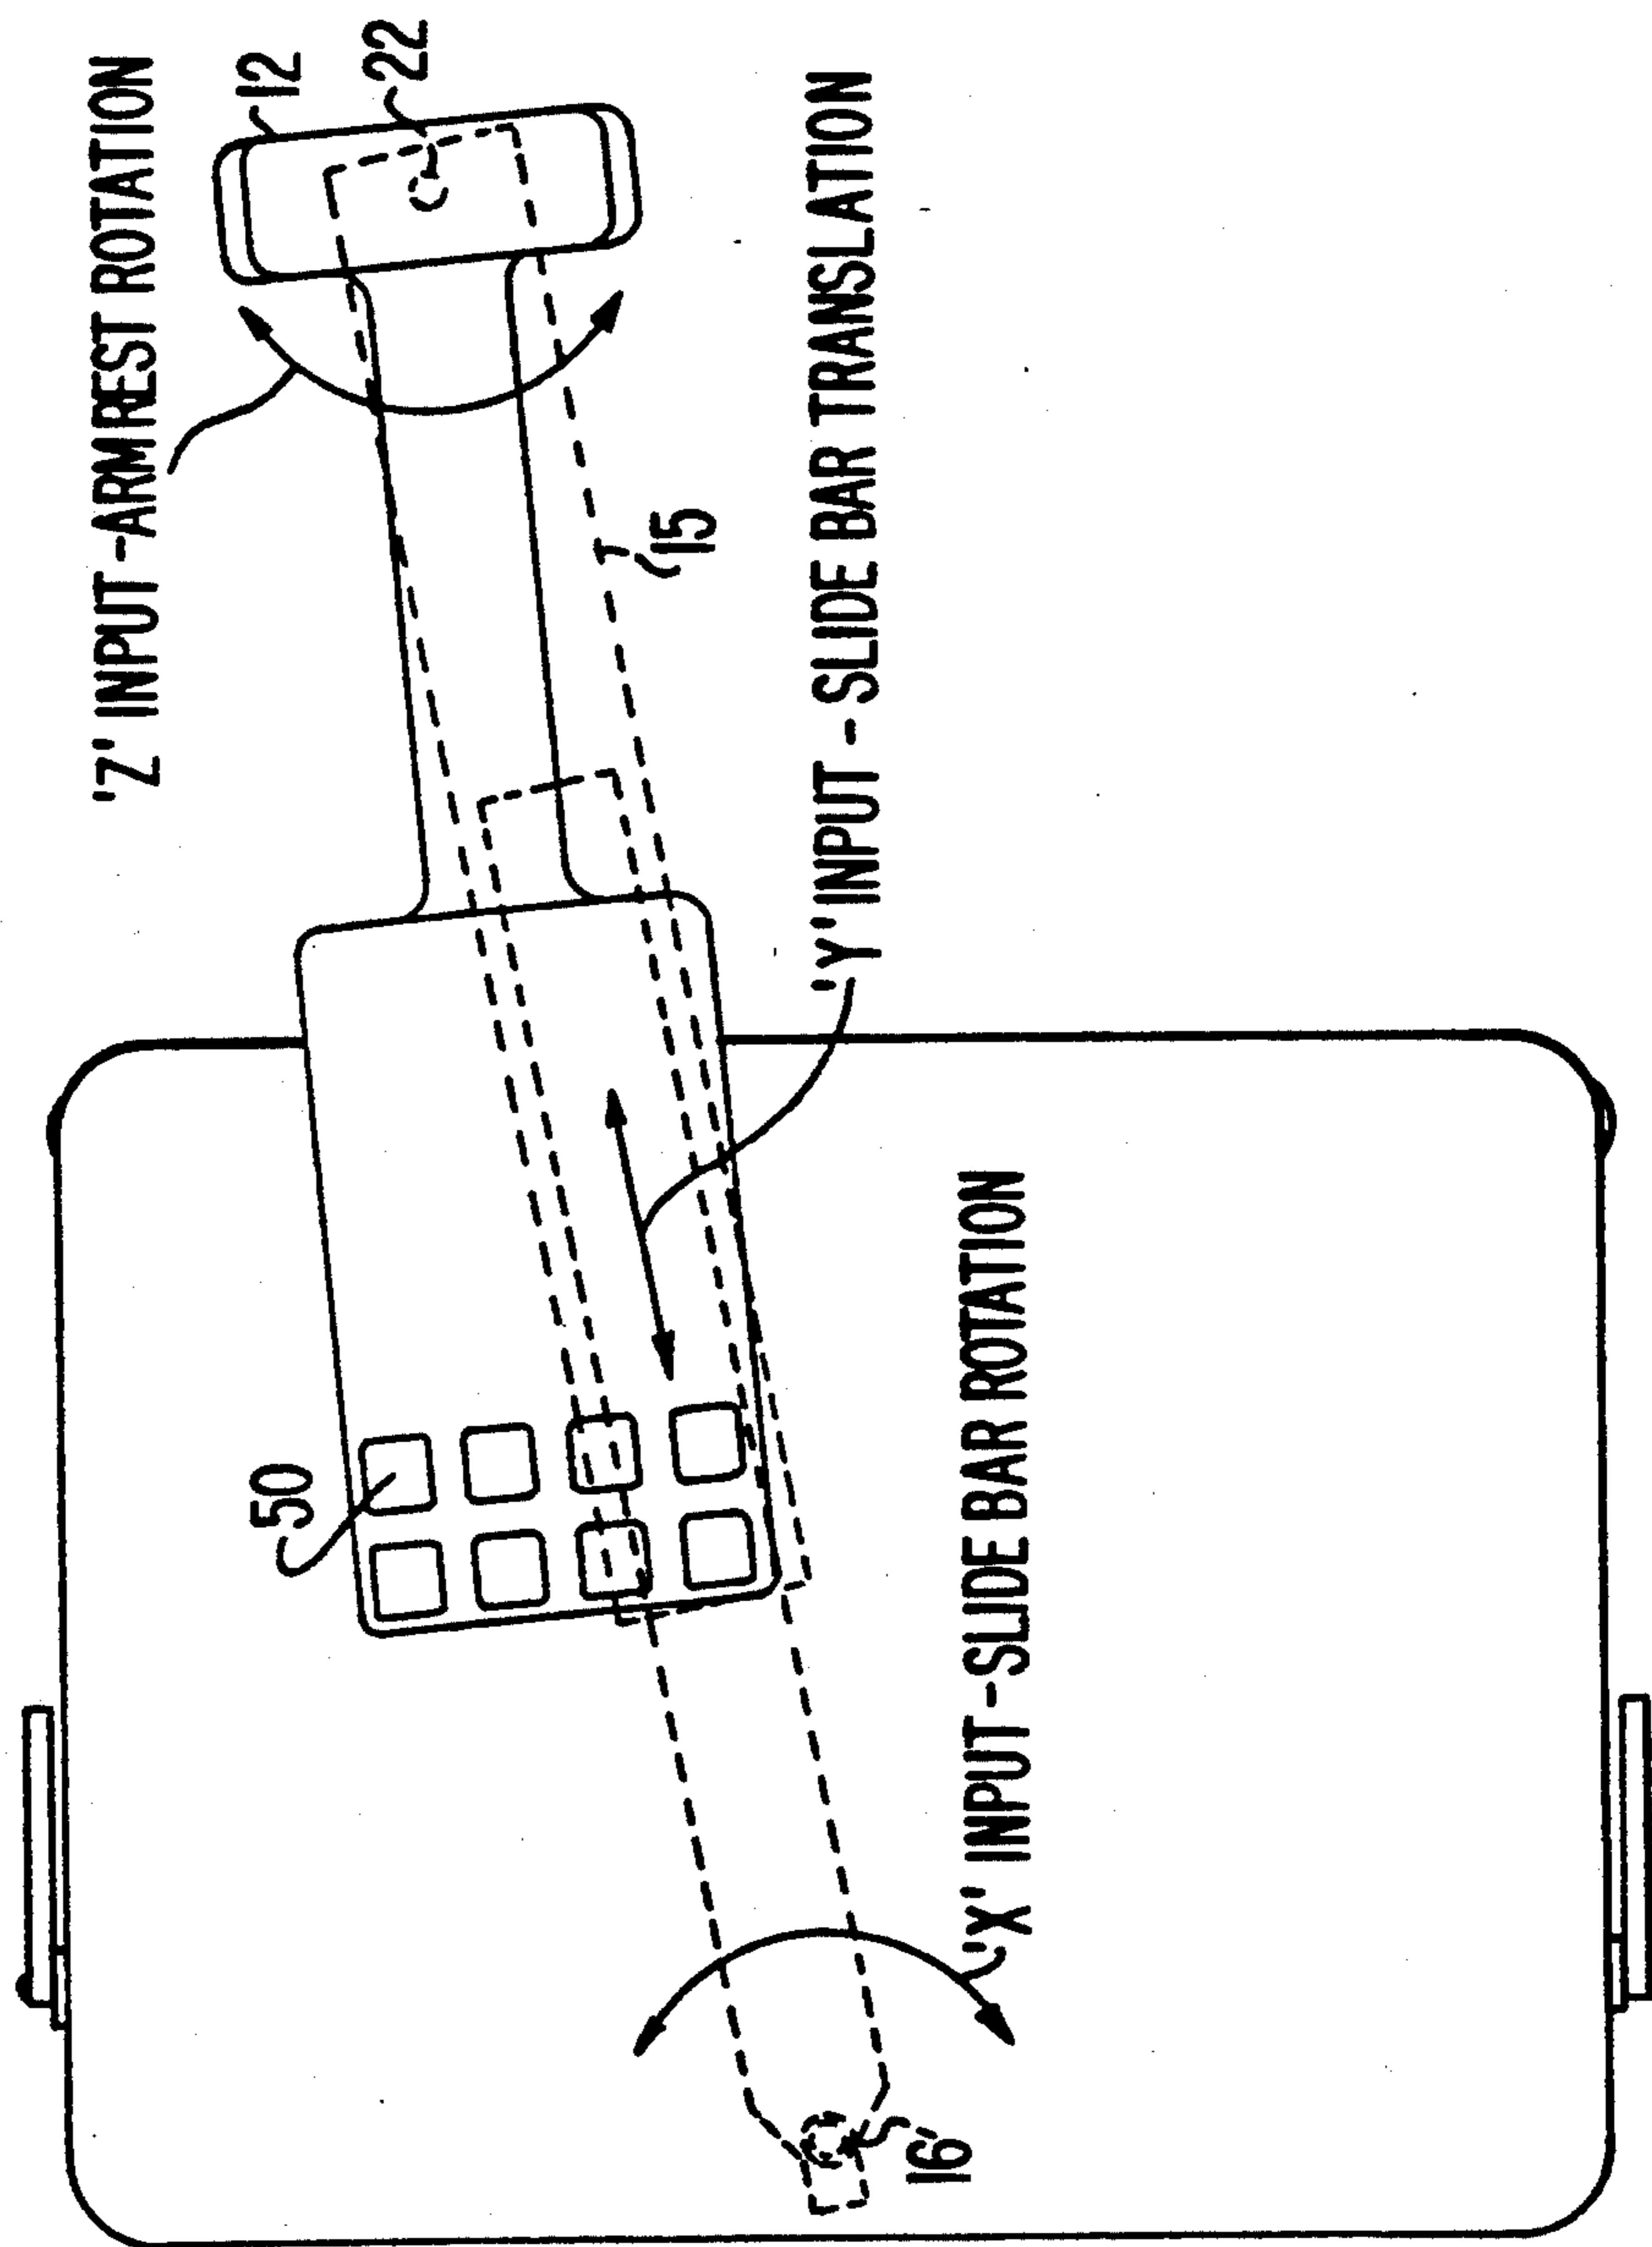 'Z' INPUT - ARMREST ROTATION
12
22
15
'Y' INPUT - SLIDE BAR TRANSLATION
50
'X' INPUT - SLIDE BAR ROTATION
16